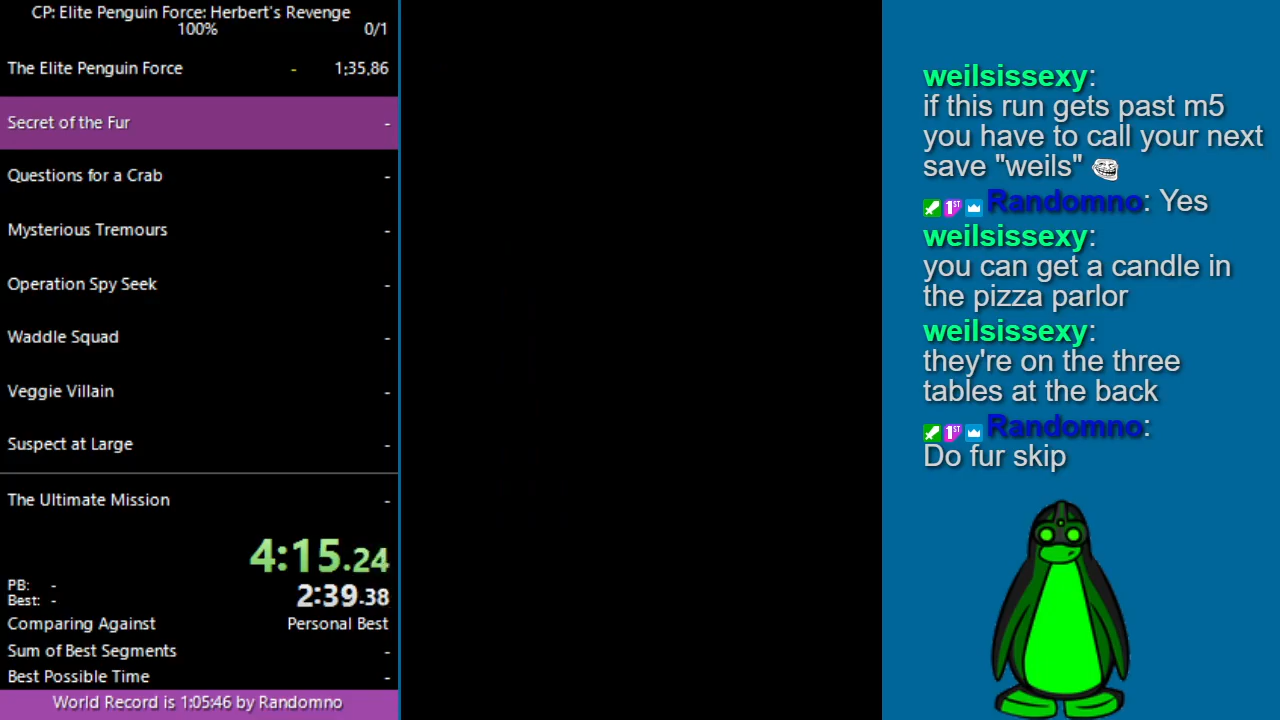 CP: Elite Penguin Force: Herbert's Revenge
100% 0/1
The Elite Penguin Force - 1:35.86
Secret of the Fur -
Questions for a Crab -
Mysterious Tremours -
Operation Spy Seek -
Waddle Squad -
Veggie Villain -
Suspect at Large -
The Ultimate Mission -
4:15.24
PB: -
Best: -
2:39.38
Comparing Against Personal Best
Sum of Best Segments -
Best Possible Time -
World Record is 1:05:46 by Randomno
weilsissexy:
if this run gets past m5
you have to call your next
save "weils"
1ST Randomno: Yes
weilsissexy:
you can get a candle in
the pizza parlor
weilsissexy:
they're on the three
tables at the back
1ST Randomno:
Do fur skip